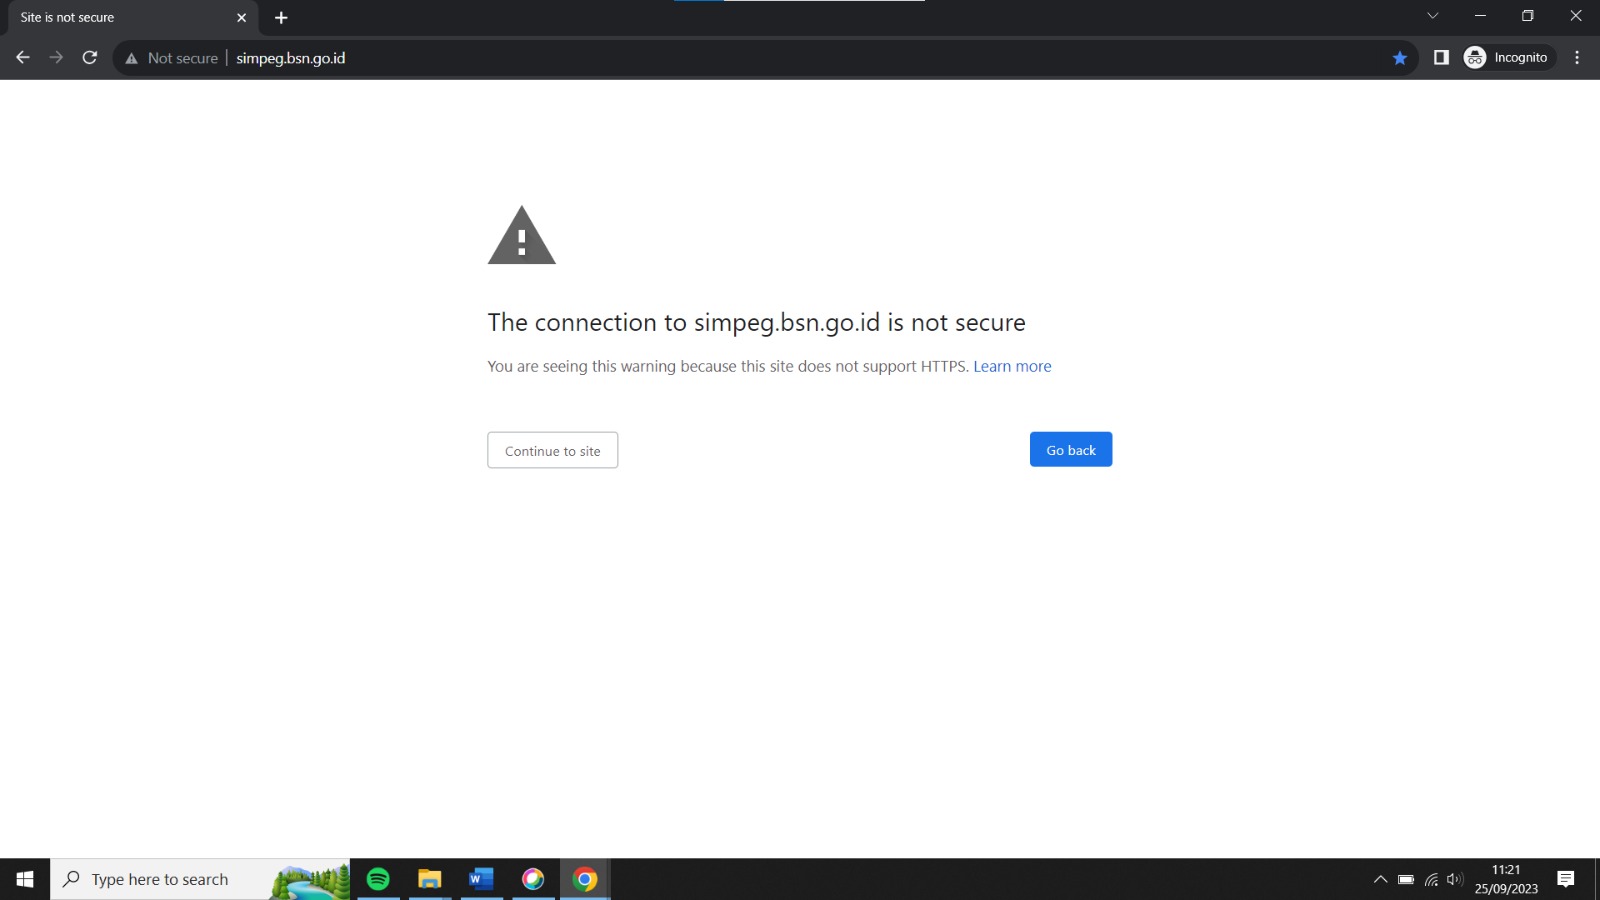 Site is not secure
Not secure simpeg.bsn.go.id
Incognito
The connection to simpeg.bsn.go.id is not secure
You are seeing this warning because this site does not support HTTPS. Learn more
Continue to site
Go back
Type here to search
W
11:21
25/09/2023